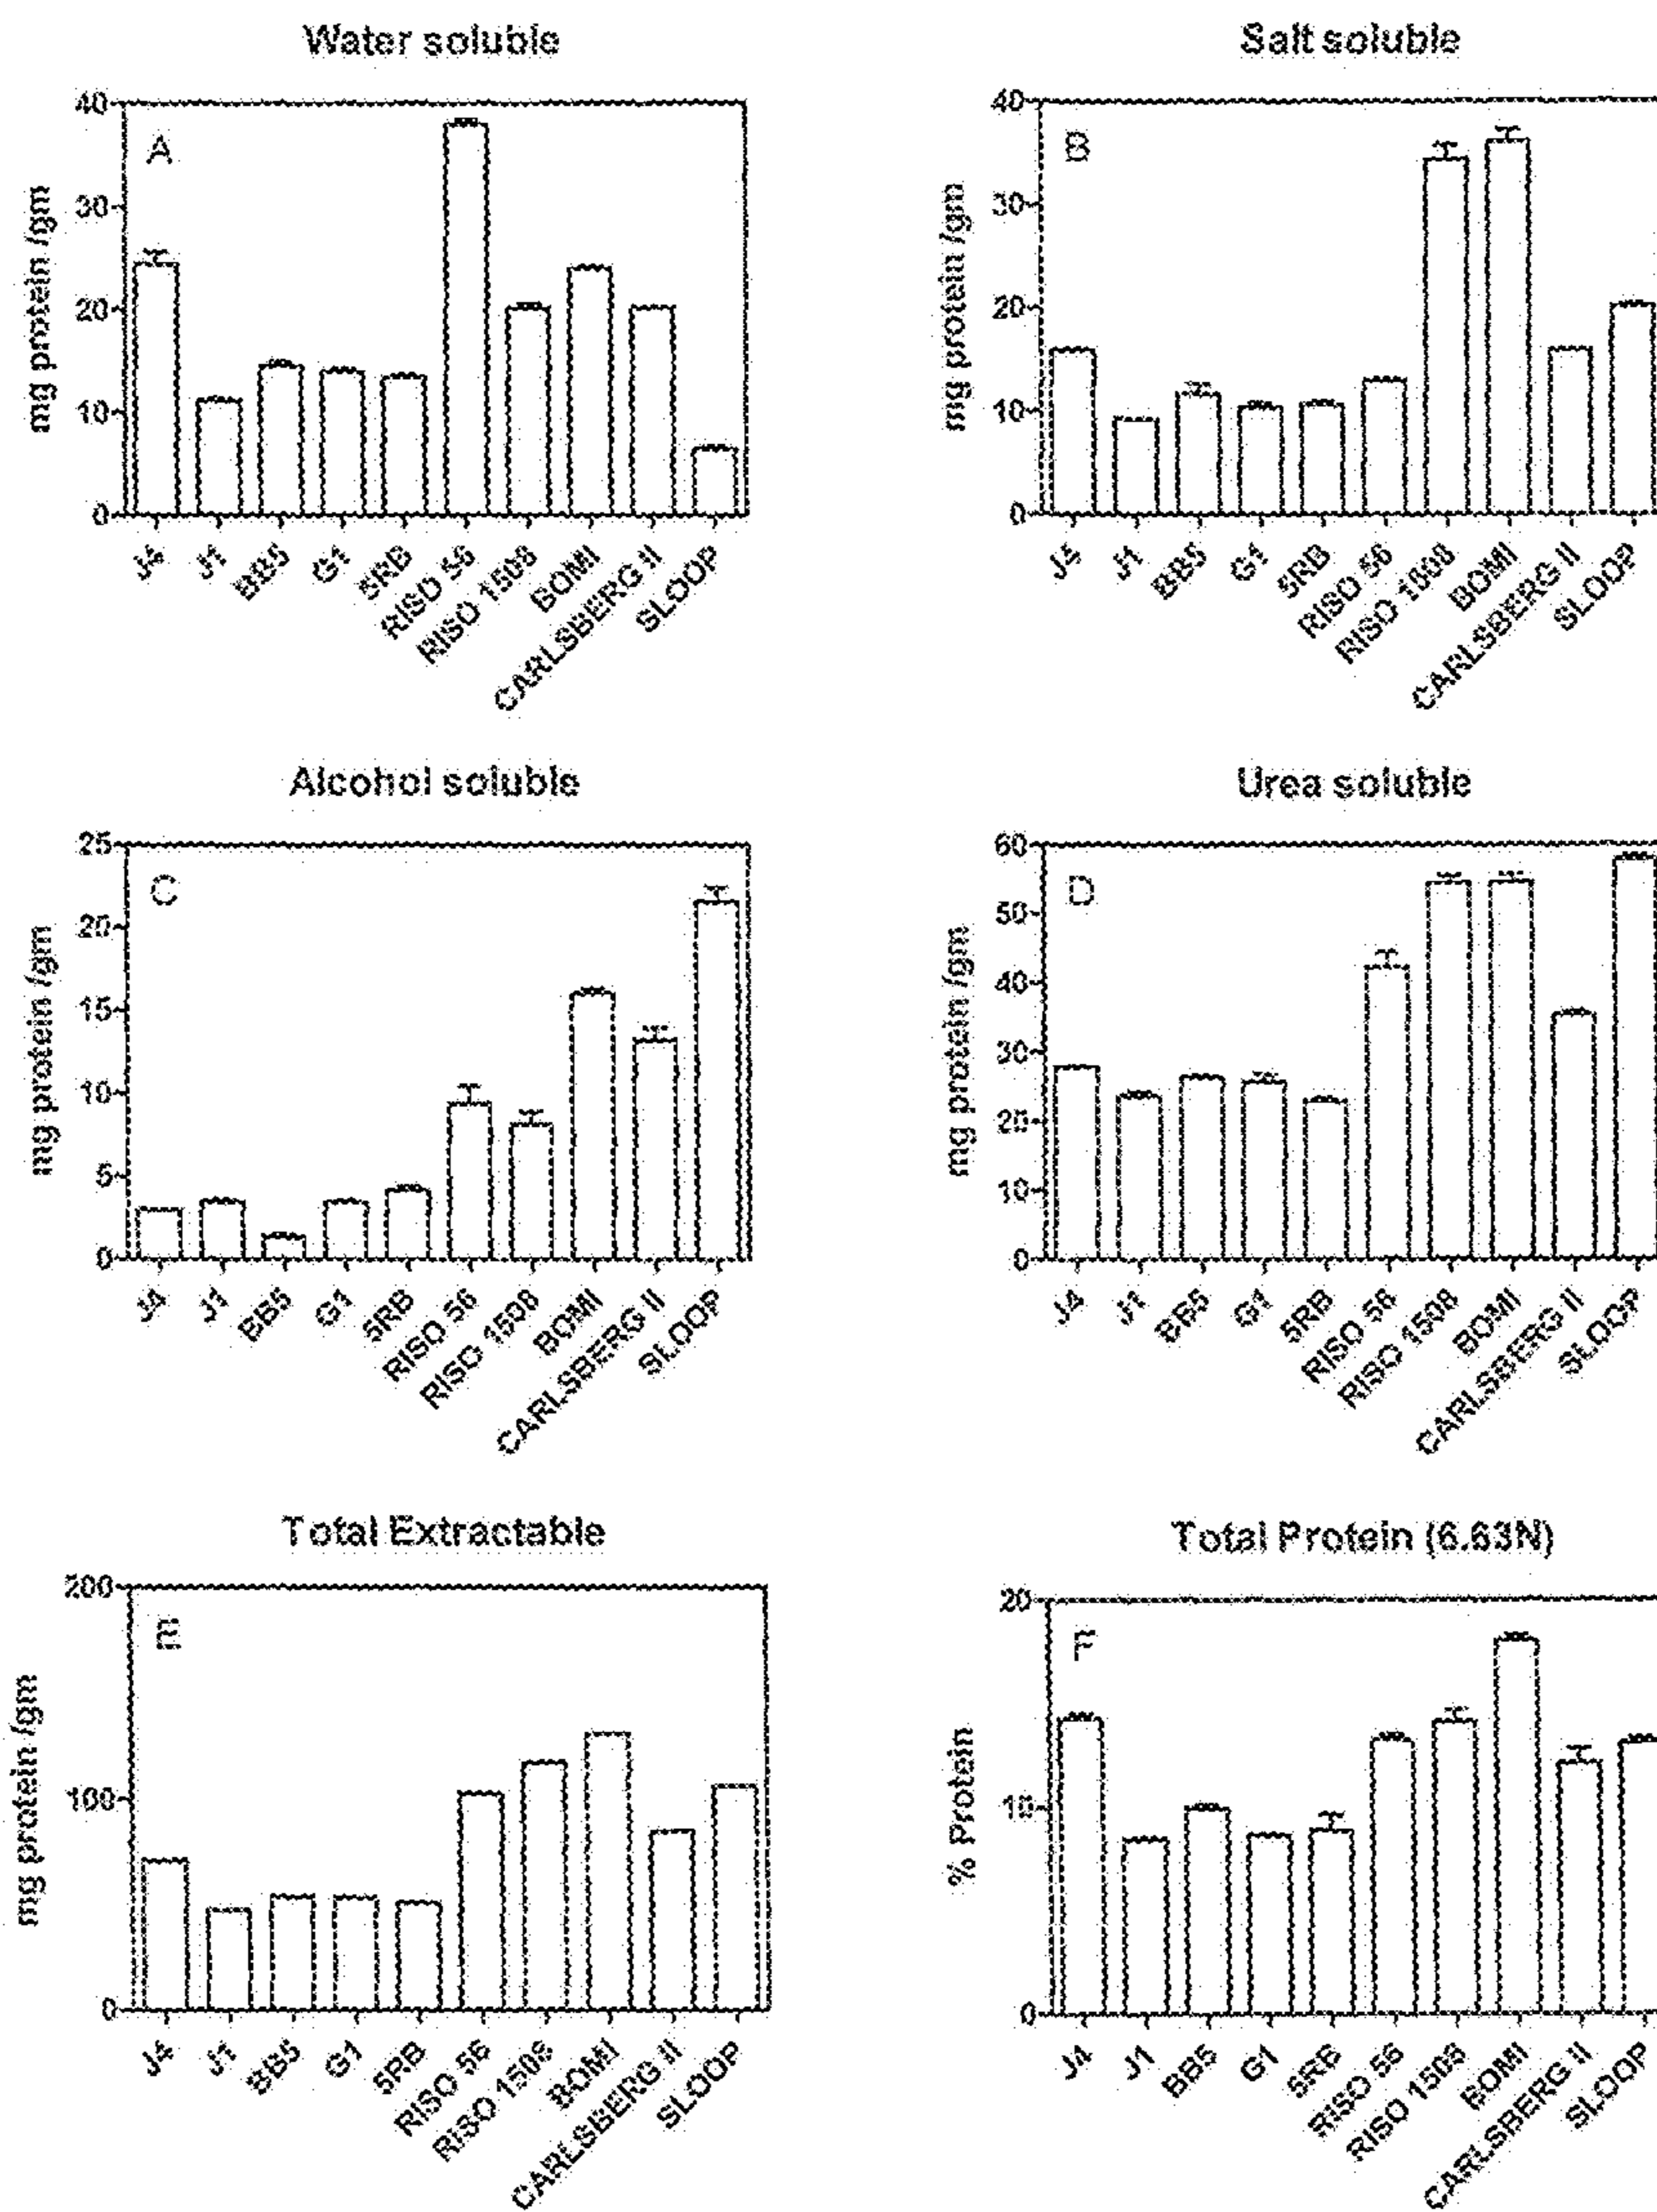 Water soluble
A
mg protein /gm
40
30
20
10
0
J4
J1
BB5
G1
5RB
RISO 56
RISO 1508
BOMI
CARLSBERG II
SLOOP
Salt soluble
B
mg protein /gm
40
30
20
10
0
J4
J1
BB5
G1
5RB
RISO 56
RISO 1508
BOMI
CARLSBERG II
SLOOP
Alcohol soluble
C
mg protein /gm
25
20
15
10
5
0
J4
J1
BB5
G1
5RB
RISO 56
RISO 1508
BOMI
CARLSBERG II
SLOOP
Urea soluble
D
mg protein /gm
60
50
40
30
20
10
0
J4
J1
BB5
G1
5RB
RISO 56
RISO 1508
BOMI
CARLSBERG II
SLOOP
Total Extractable
E
mg protein /gm
200
100
0
J4
J1
BB5
G1
5RB
RISO 56
RISO 1508
BOMI
CARLSBERG II
SLOOP
Total Protein (6.63N)
F
% Protein
20
10
0
J4
J1
BB5
G1
5RB
RISO 56
RISO 1508
BOMI
CARLSBERG II
SLOOP